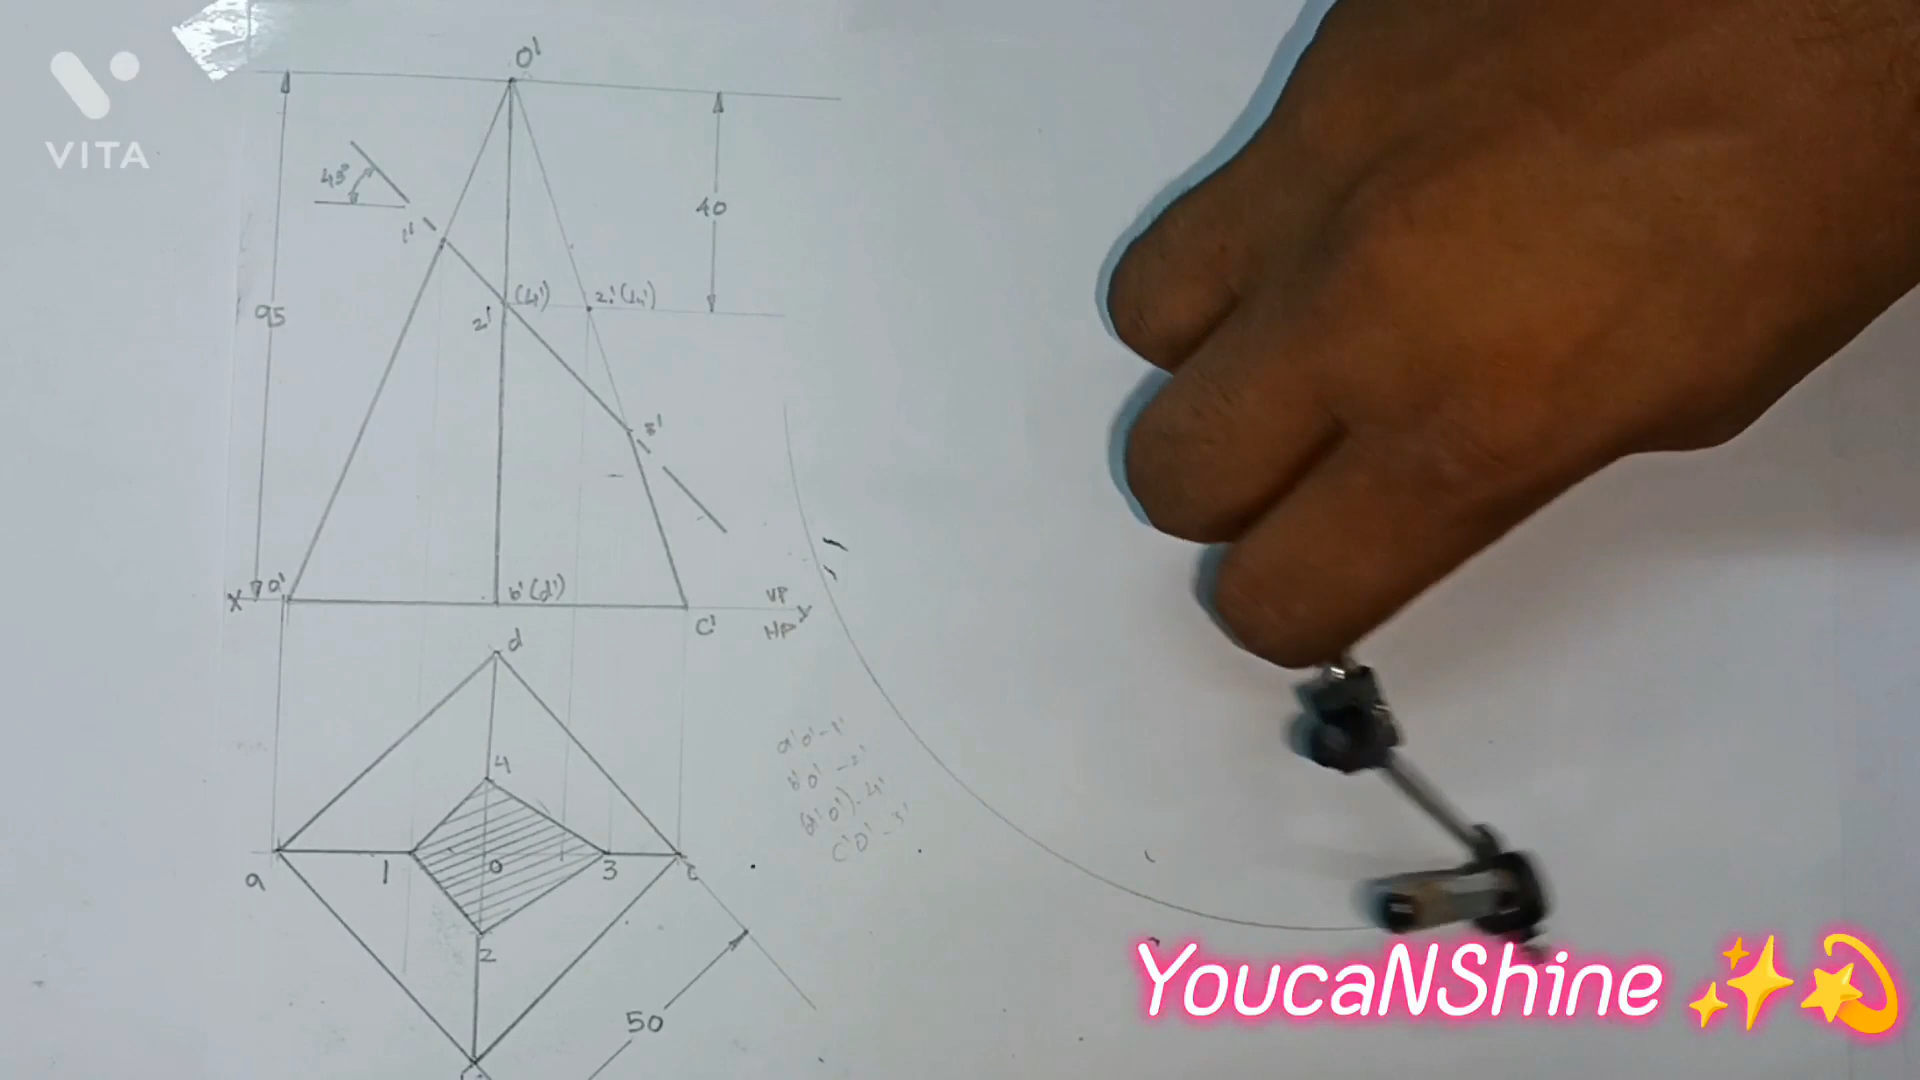 VITA
O'
45°
1'
40
(4')
2'
2'(4')
95
3'
X
a'
b'(d')
C'
VP
HP
d
4
a'o'-1'
b'o'-2'
(d'o')-4'
c'o'-3'
a
1
o
3
c
2
50
YoucaNShine